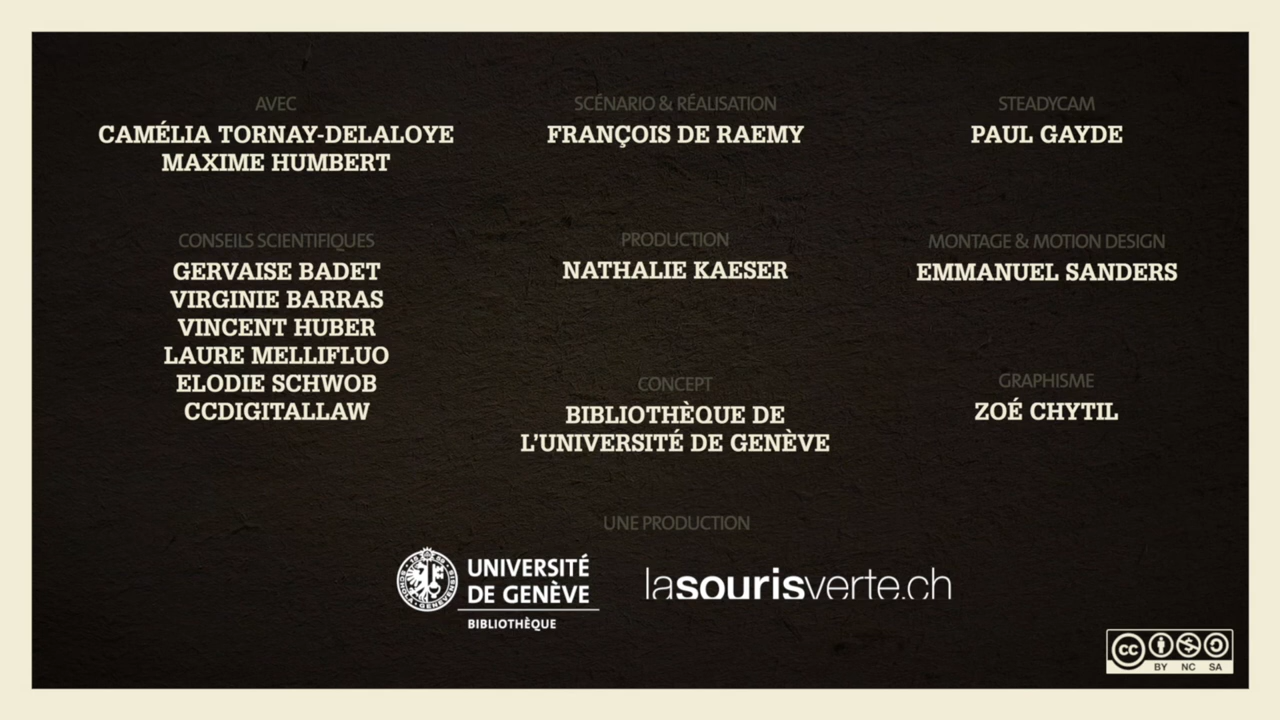 AVEC
CAMÉLIA TORNAY-DELALOYE
MAXIME HUMBERT
SCÉNARIO & RÉALISATION
FRANÇOIS DE RAEMY
STEADYCAM
PAUL GAYDE
CONSEILS SCIENTIFIQUES
GERVAISE BADET
VIRGINIE BARRAS
VINCENT HUBER
LAURE MELLIFLUO
ELODIE SCHWOB
CCDIGITALLAW
PRODUCTION
NATHALIE KAESER
MONTAGE & MOTION DESIGN
EMMANUEL SANDERS
CONCEPT
BIBLIOTHÈQUE DE
L'UNIVERSITÉ DE GENÈVE
GRAPHISME
ZOÉ CHYTIL
UNE PRODUCTION
UNIVERSITÉ
DE GENÈVE
BIBLIOTHÈQUE
lasourisverte.ch
cc
BY NC SA